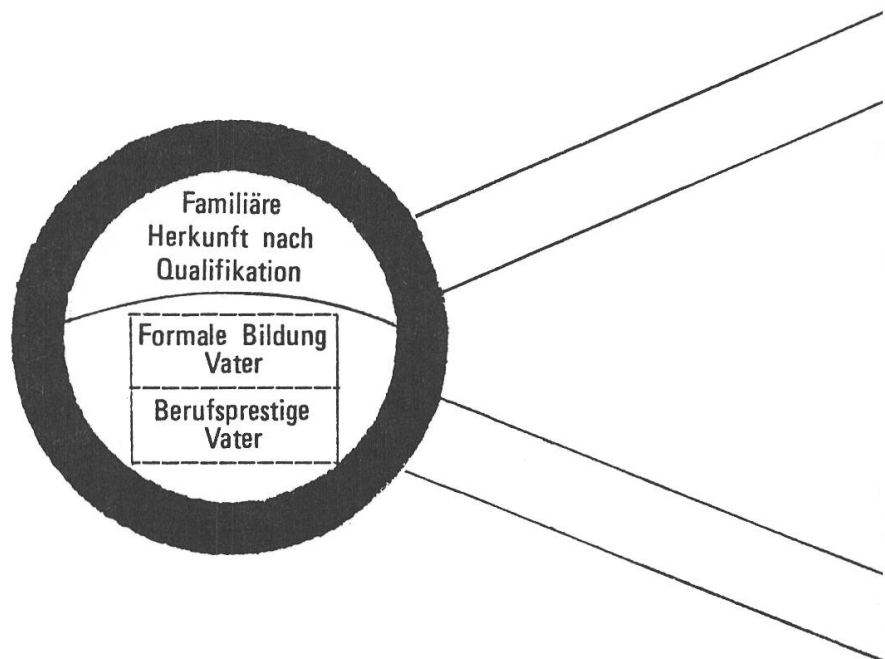 Familiäre
Herkunft nach
Qualifikation
Formale Bildung
Vater
Berufsprestige
Vater